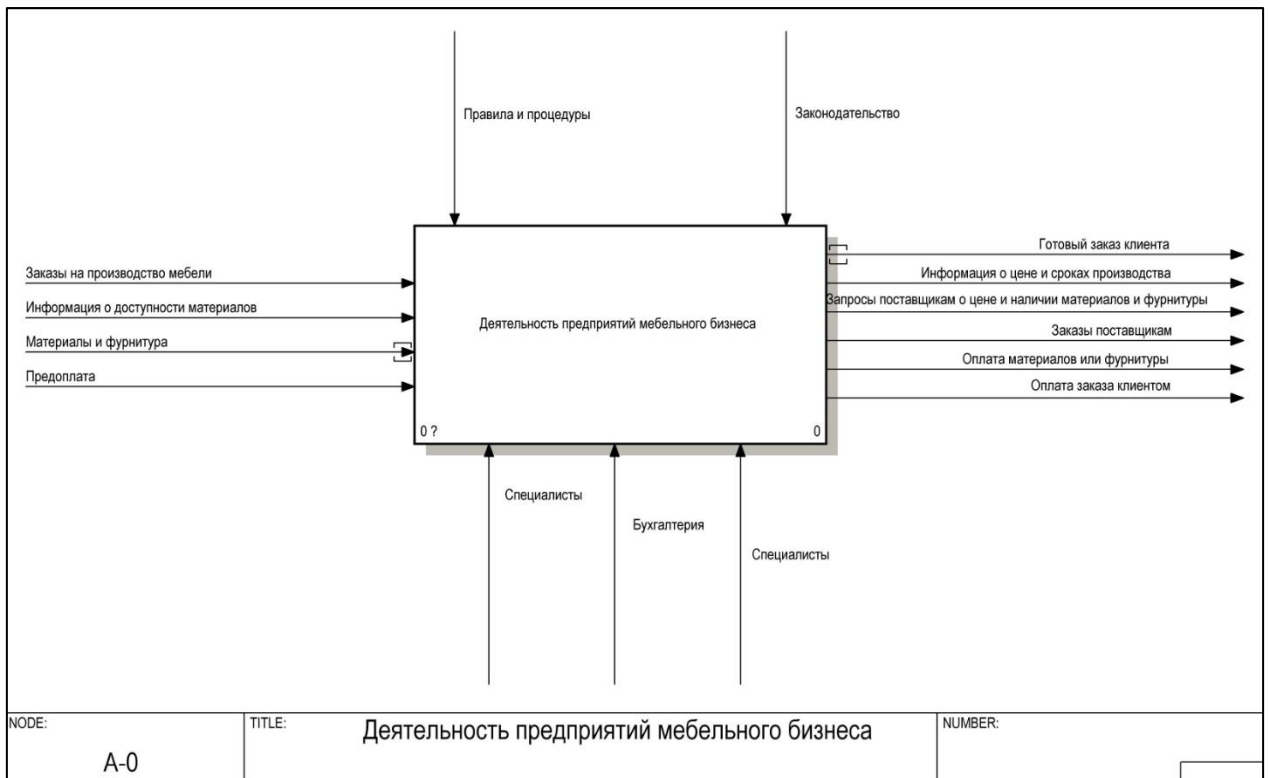 Правила и процедуры
Законодательство
Заказы на производство мебели
Информация о доступности материалов
Материалы и фурнитура
Предоплата
Деятельность предприятий мебельного бизнеса
0 ?
0
Готовый заказ клиента
Информация о цене и сроках производства
Запросы поставщикам о цене и наличии материалов и фурнитуры
Заказы поставщикам
Оплата материалов или фурнитуры
Оплата заказа клиентом
Специалисты
Бухгалтерия
Специалисты
NODE:
A-0
TITLE:
Деятельность предприятий мебельного бизнеса
NUMBER: